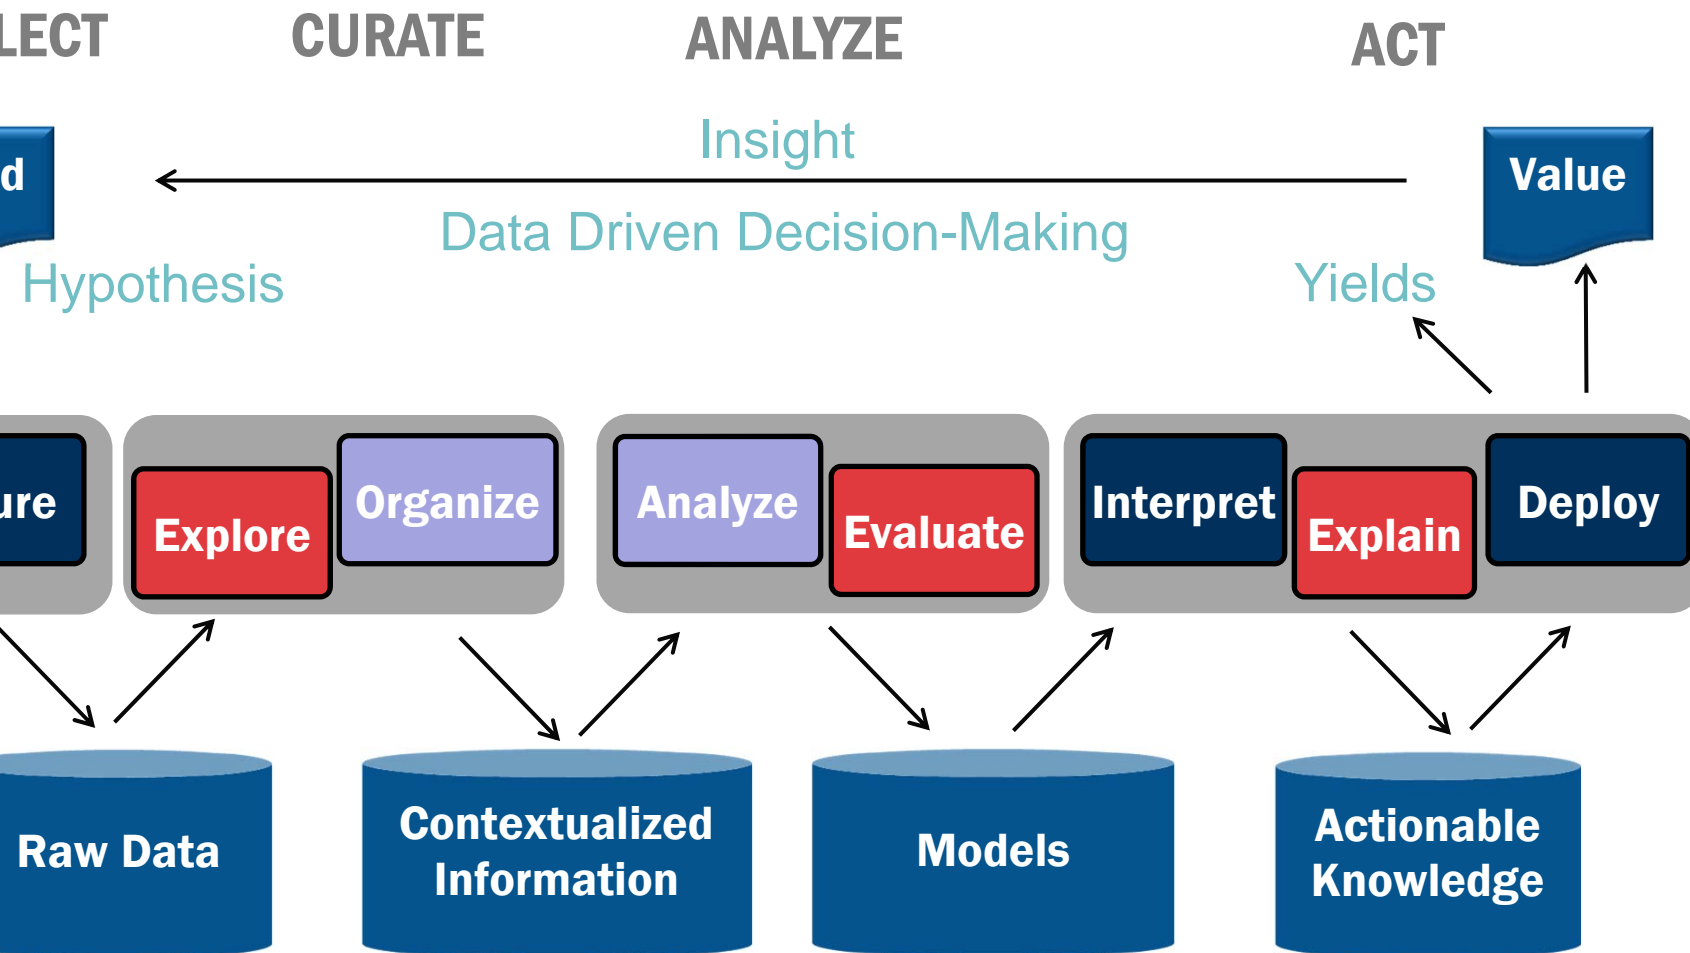 LECT
CURATE
ANALYZE
ACT
Insight
d
Value
Data Driven Decision-Making
Hypothesis
Yields
ure
Explore
Organize
Analyze
Evaluate
Interpret
Explain
Deploy
Raw Data
Contextualized
Information
Models
Actionable
Knowledge